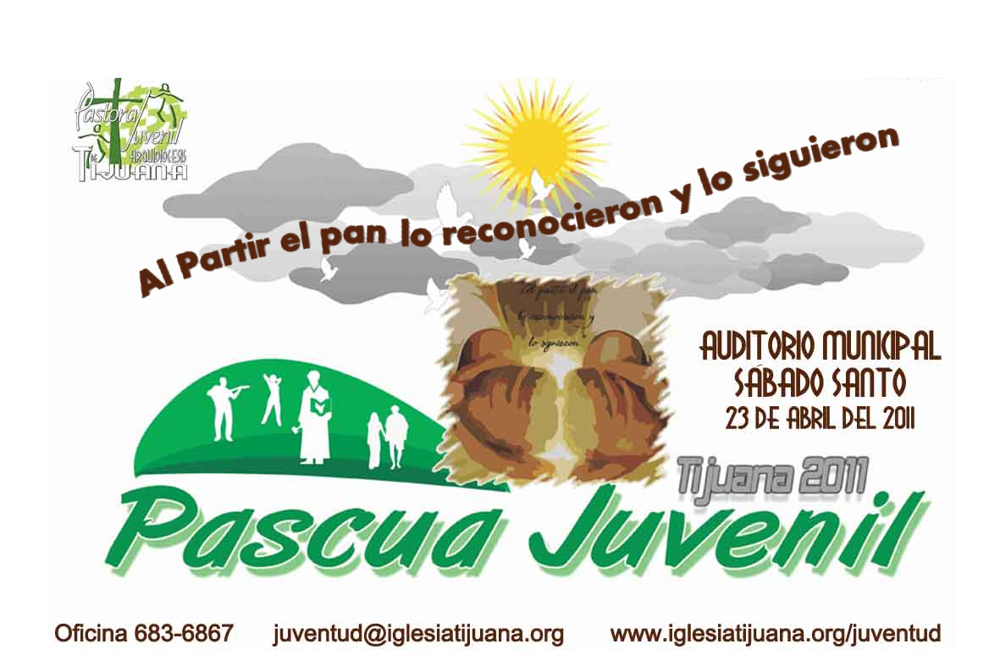 Pastoral
Juvenil
ARQUIDIOCESIS
DE
TIJUANA
Al Partir el pan lo reconocieron y lo siguieron
"Al partir el pan
lo reconocieron y
lo siguieron"
AUDITORIO MUNICIPAL
SÁBADO SANTO
23 DE ABRIL DEL 2011
Tijuana 2011
Pascua Juvenil
Oficina 683-6867 juventud@iglesiatijuana.org www.iglesiatijuana.org/juventud